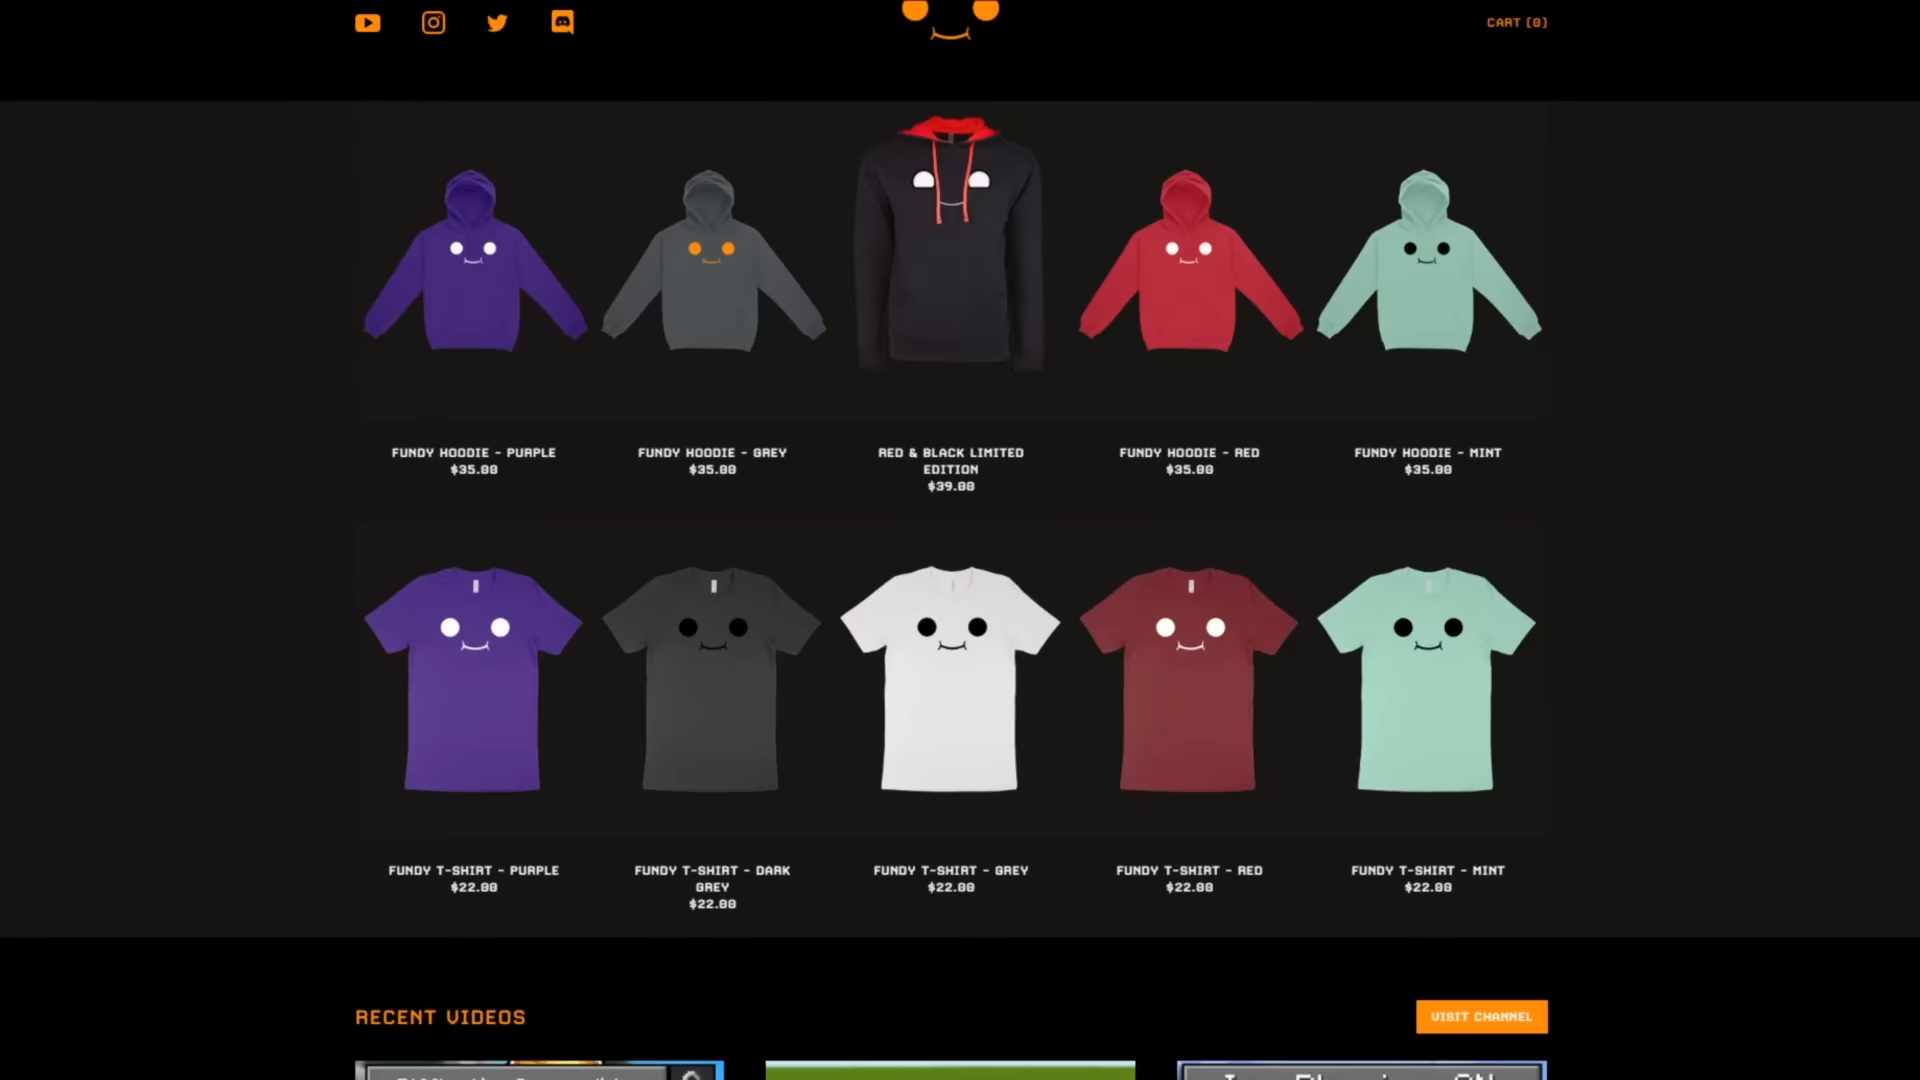 CART (0)
FUNDY HOODIE - PURPLE
$35.00
FUNDY HOODIE - GREY
$35.00
RED & BLACK LIMITED
EDITION
$39.00
FUNDY HOODIE - RED
$35.00
FUNDY HOODIE - MINT
$35.00
FUNDY T-SHIRT - PURPLE
$22.00
FUNDY T-SHIRT - DARK
GREY
$22.00
FUNDY T-SHIRT - GREY
$22.00
FUNDY T-SHIRT - RED
$22.00
FUNDY T-SHIRT - MINT
$22.00
RECENT VIDEOS
VISIT CHANNEL